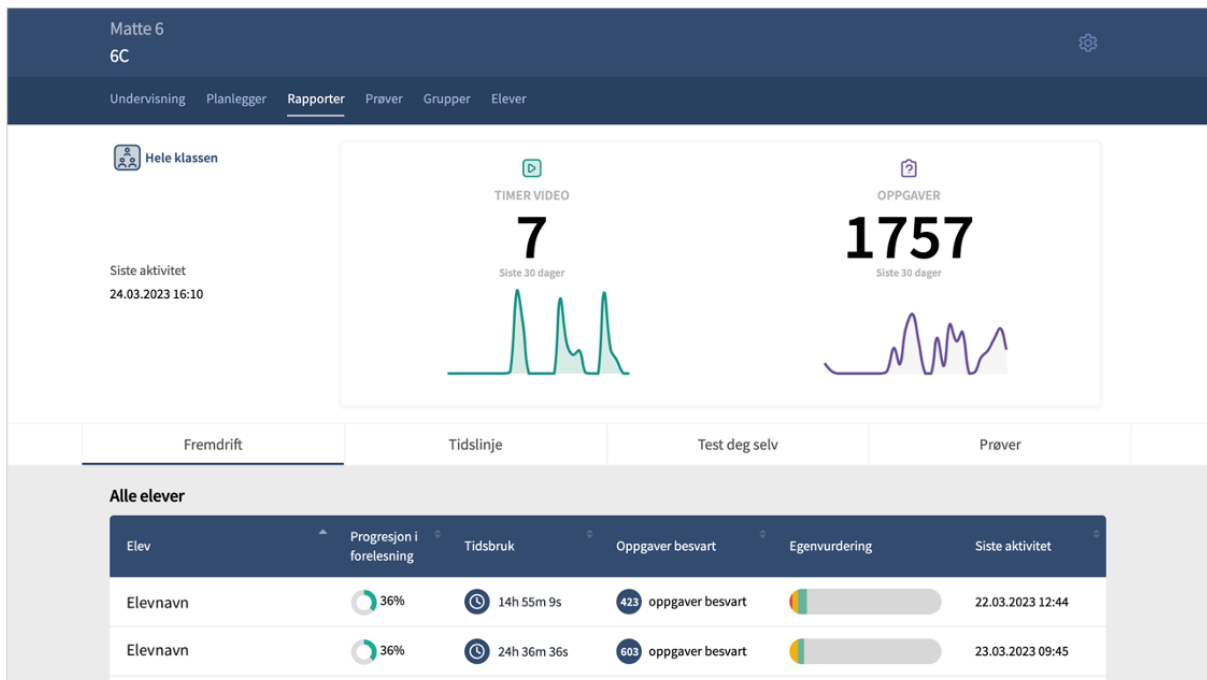 Matte 6
6C
Undervisning Planlegger Rapporter Prøver Grupper Elever
Hele klassen
Siste aktivitet
24.03.2023 16:10
TIMER VIDEO
7
Siste 30 dager
OPPGAVER
1757
Siste 30 dager
Fremdrift Tidslinje Test deg selv Prøver
Alle elever
Elev Progresjon i forelesning Tidsbruk Oppgaver besvart Egenvurdering Siste aktivitet
Elevnavn 36% 14h 55m 9s 423 oppgaver besvart 22.03.2023 12:44
Elevnavn 36% 24h 36m 36s 603 oppgaver besvart 23.03.2023 09:45